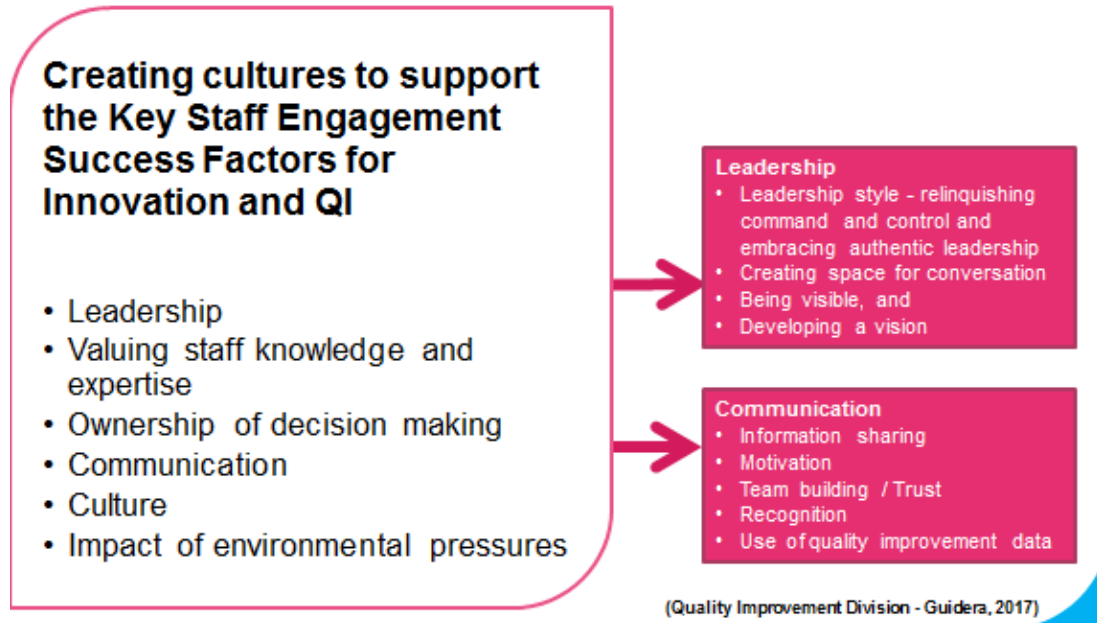 Creating cultures to support
the Key Staff Engagement
Success Factors for
Innovation and QI
• Leadership
• Valuing staff knowledge and
expertise
• Ownership of decision making
• Communication
• Culture
• Impact of environmental pressures
Leadership
• Leadership style - relinquishing
command and control and
embracing authentic leadership
• Creating space for conversation
• Being visible, and
• Developing a vision
Communication
• Information sharing
• Motivation
• Team building / Trust
• Recognition
• Use of quality improvement data
(Quality Improvement Division - Guidera, 2017)